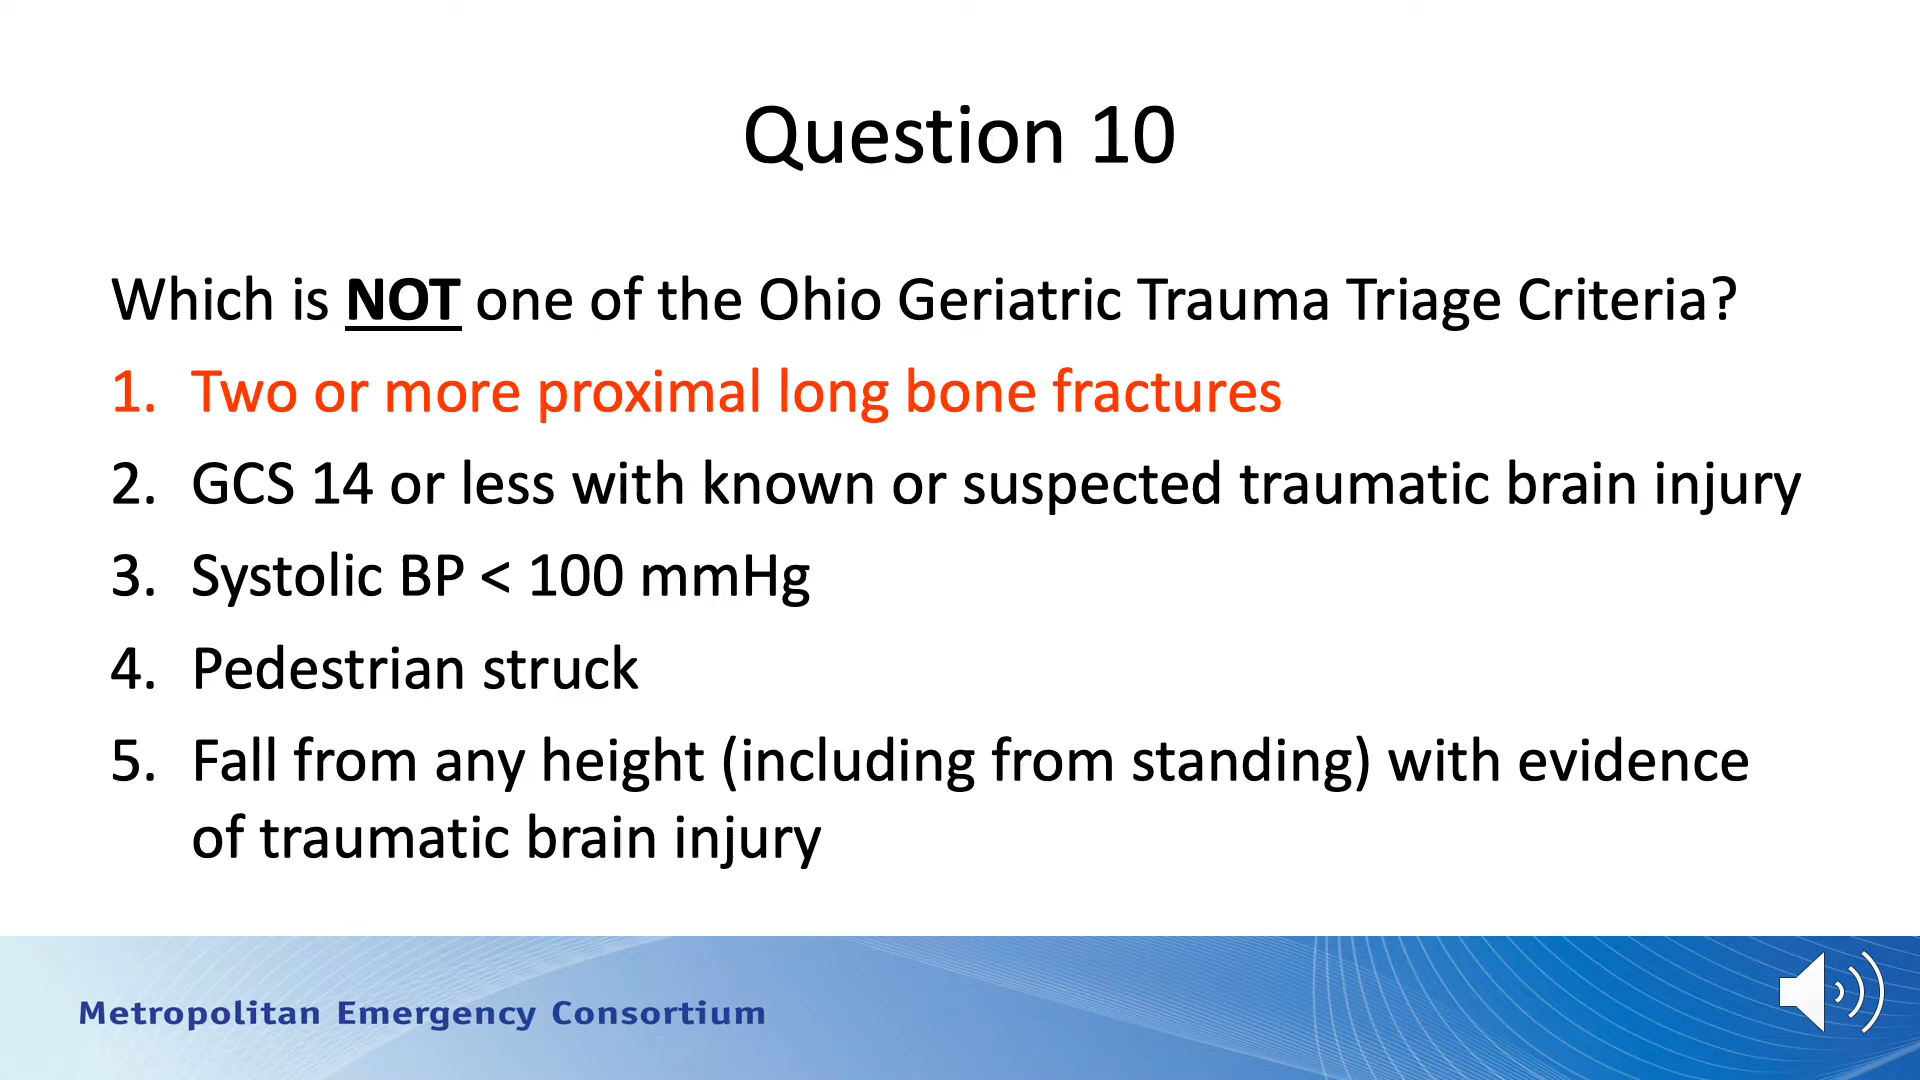 Question 10
Which is NOT one of the Ohio Geriatric Trauma Triage Criteria?
1. Two or more proximal long bone fractures
2. GCS 14 or less with known or suspected traumatic brain injury
3. Systolic BP < 100 mmHg
4. Pedestrian struck
5. Fall from any height (including from standing) with evidence
of traumatic brain injury
Metropolitan Emergency Consortium